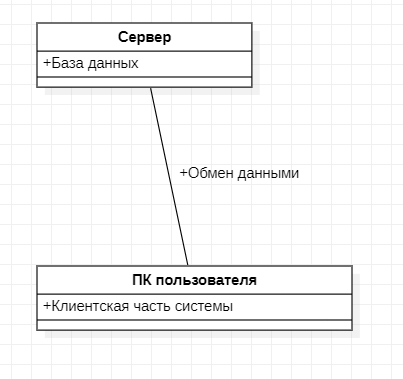 Сервер
+База данных
+Обмен данными
ПК пользователя
+Клиентская часть системы